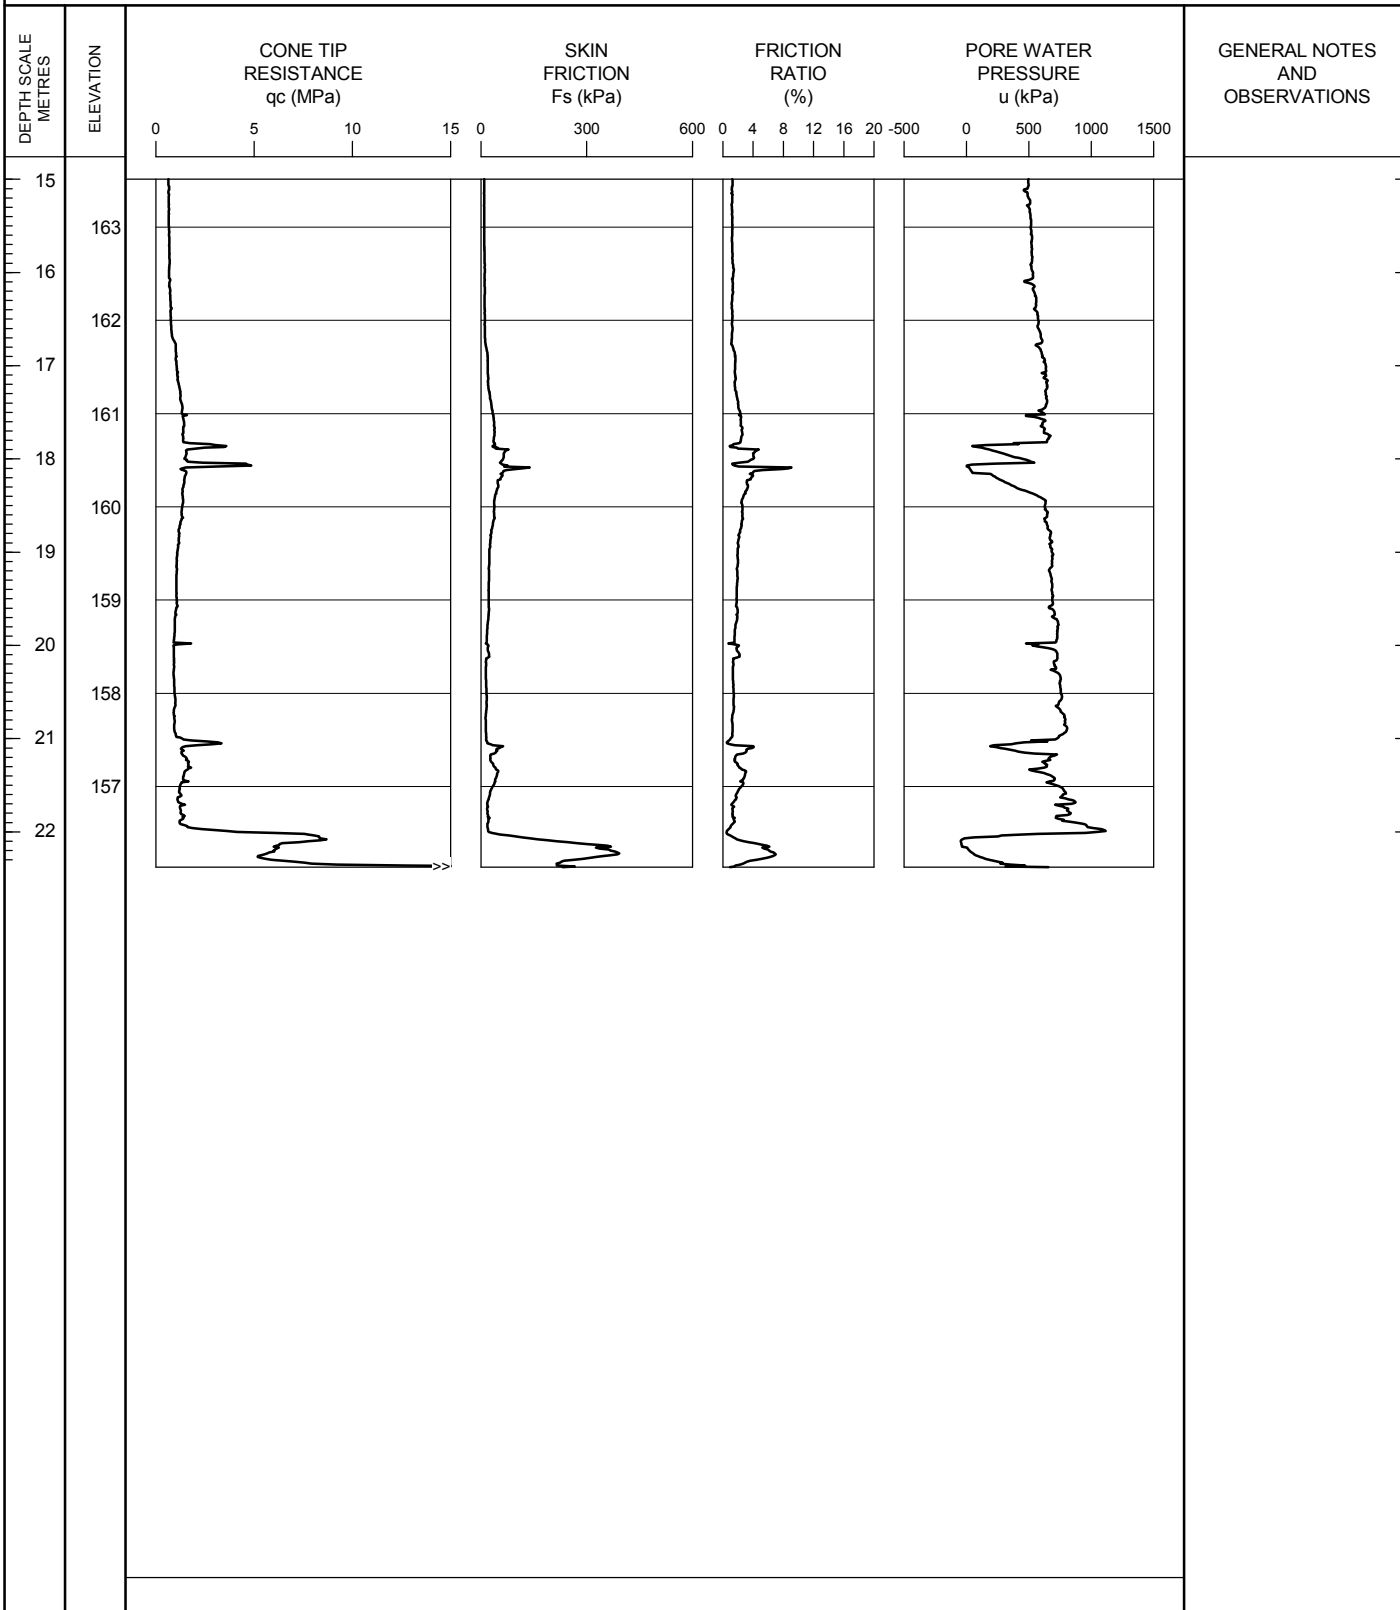 DEPTH SCALE
METRES
ELEVATION
CONE TIP
RESISTANCE
qc (MPa)
SKIN
FRICTION
Fs (kPa)
FRICTION
RATIO
(%)
PORE WATER
PRESSURE
u (kPa)
GENERAL NOTES
AND
OBSERVATIONS
0 5 10 15
0 300 600
0 4 8 12 16 20
-500 0 500 1000 1500
15
163
16
162
17
161
18
160
19
159
20
158
21
157
22
>>